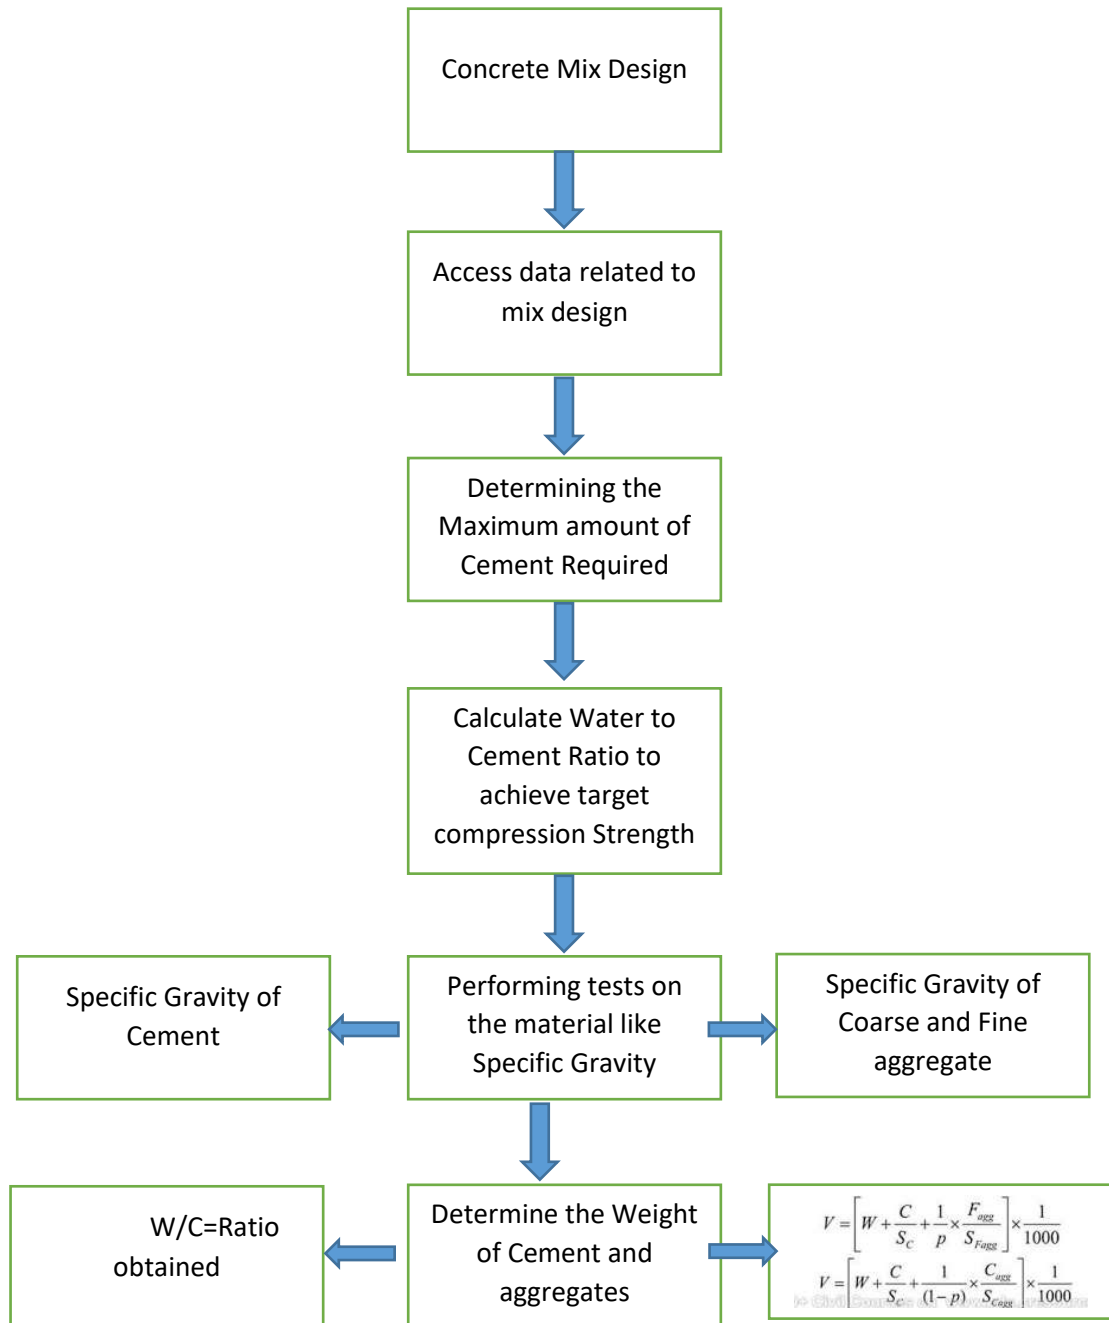 Concrete Mix Design
Access data related to
mix design
Determining the
Maximum amount of
Cement Required
Calculate Water to
Cement Ratio to
achieve target
compression Strength
Specific Gravity of
Cement
Performing tests on
the material like
Specific Gravity
Specific Gravity of
Coarse and Fine
aggregate
W/C=Ratio
obtained
Determine the Weight
of Cement and
aggregates
V = [W + C/S_C + 1/p × F_agg/S_Fagg] × 1/1000
V = [W + C/S_C + 1/(1-p) × C_agg/S_Cagg] × 1/1000